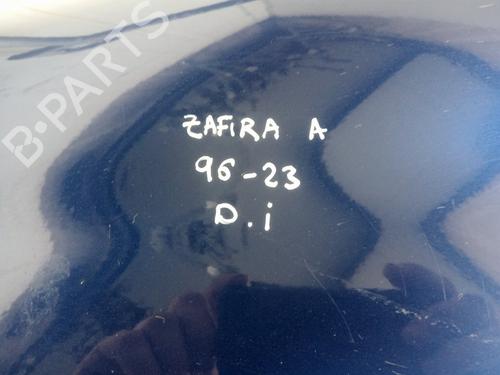 B-PARTS
ZAFIRA A
96-23
D.i